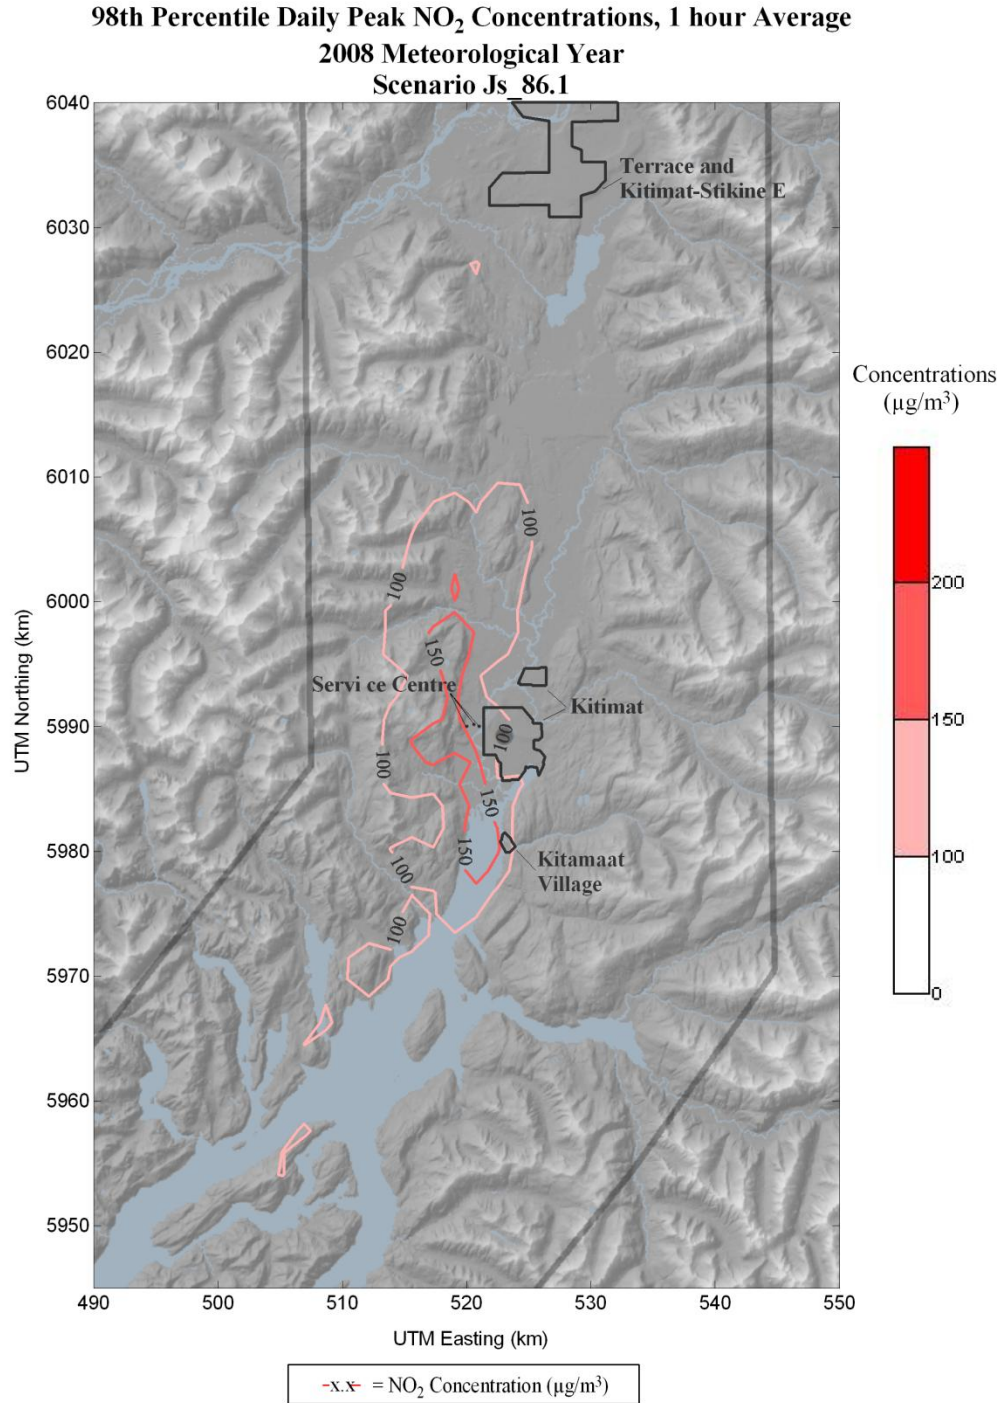 98th Percentile Daily Peak NO₂ Concentrations, 1 hour Average
2008 Meteorological Year
Scenario Js_86.1
6040
6030
6020
6010
6000
5990
5980
5970
5960
5950
UTM Northing (km)
Terrace and
Kitimat-Stikine E
100
100
150
Servi ce Centre
Kitimat
100
100
150
150
100
Kitamaat
Village
100
490
500
510
520
530
540
550
UTM Easting (km)
Concentrations
(µg/m³)
200
150
100
0
-x.x- = NO₂ Concentration (µg/m³)